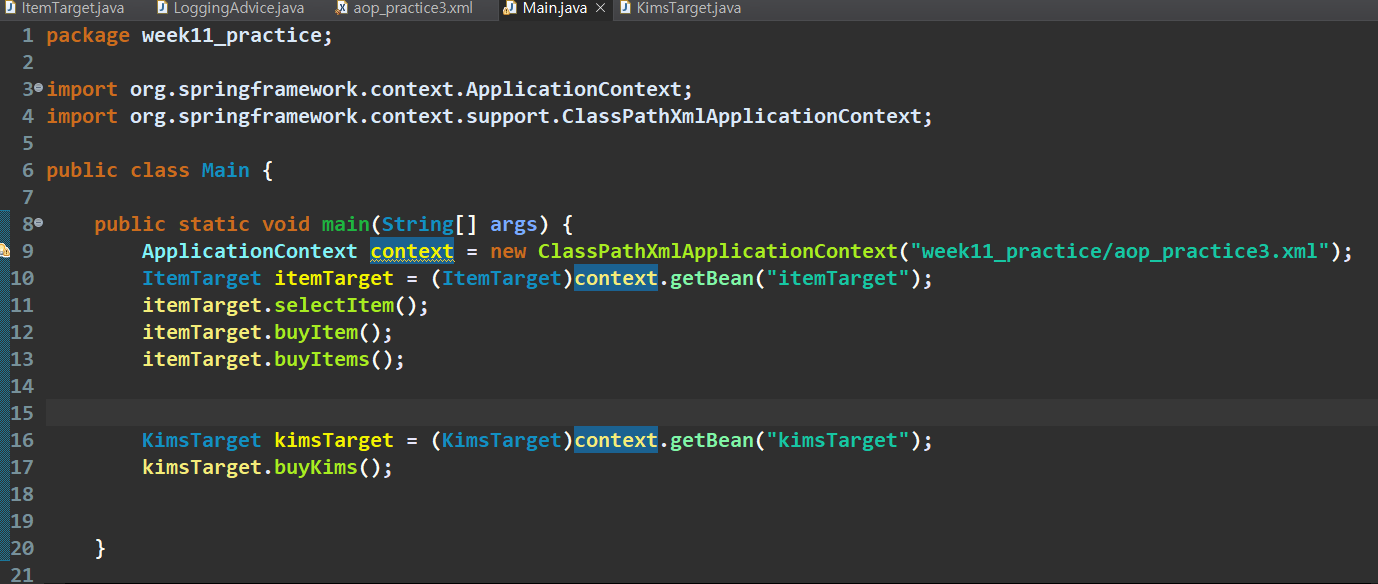 ItemTarget.java LoggingAdvice.java aop_practice3.xml Main.java KimsTarget.java
1 package week11_practice;
2
3 import org.springframework.context.ApplicationContext;
4 import org.springframework.context.support.ClassPathXmlApplicationContext;
5
6 public class Main {
7
8     public static void main(String[] args) {
9         ApplicationContext context = new ClassPathXmlApplicationContext("week11_practice/aop_practice3.xml");
10         ItemTarget itemTarget = (ItemTarget)context.getBean("itemTarget");
11         itemTarget.selectItem();
12         itemTarget.buyItem();
13         itemTarget.buyItems();
14
15
16         KimsTarget kimsTarget = (KimsTarget)context.getBean("kimsTarget");
17         kimsTarget.buyKims();
18
19
20     }
21